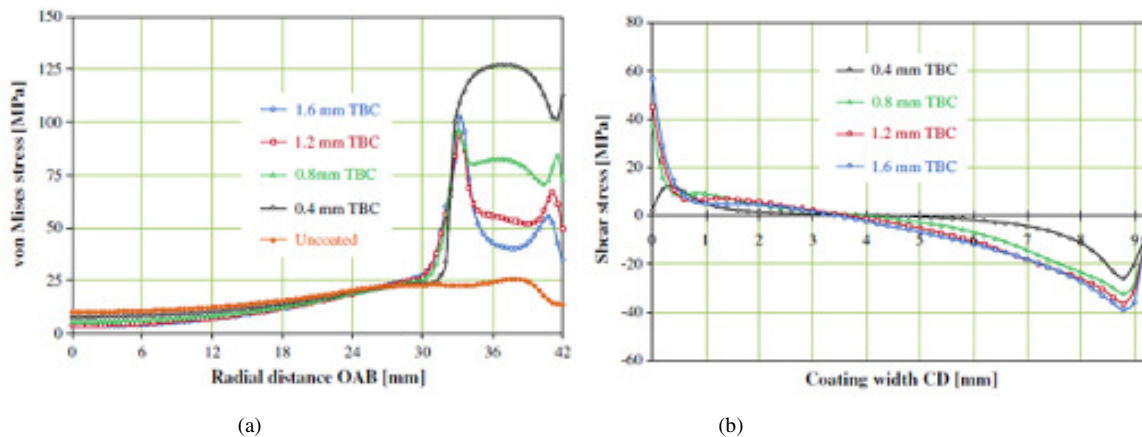 150
125
100
75
50
25
0
von Mises stress [MPa]
1.6 mm TBC
1.2 mm TBC
0.8mm TBC
0.4 mm TBC
Uncoated
0 6 12 18 24 30 36 42
Radial distance OAB [mm]
(a)
80
60
40
20
0
-20
-40
-60
Shear stress [MPa]
0.4 mm TBC
0.8 mm TBC
1.2 mm TBC
1.6 mm TBC
0 1 2 3 4 5 6 7 8 9
Coating width CD [mm]
(b)